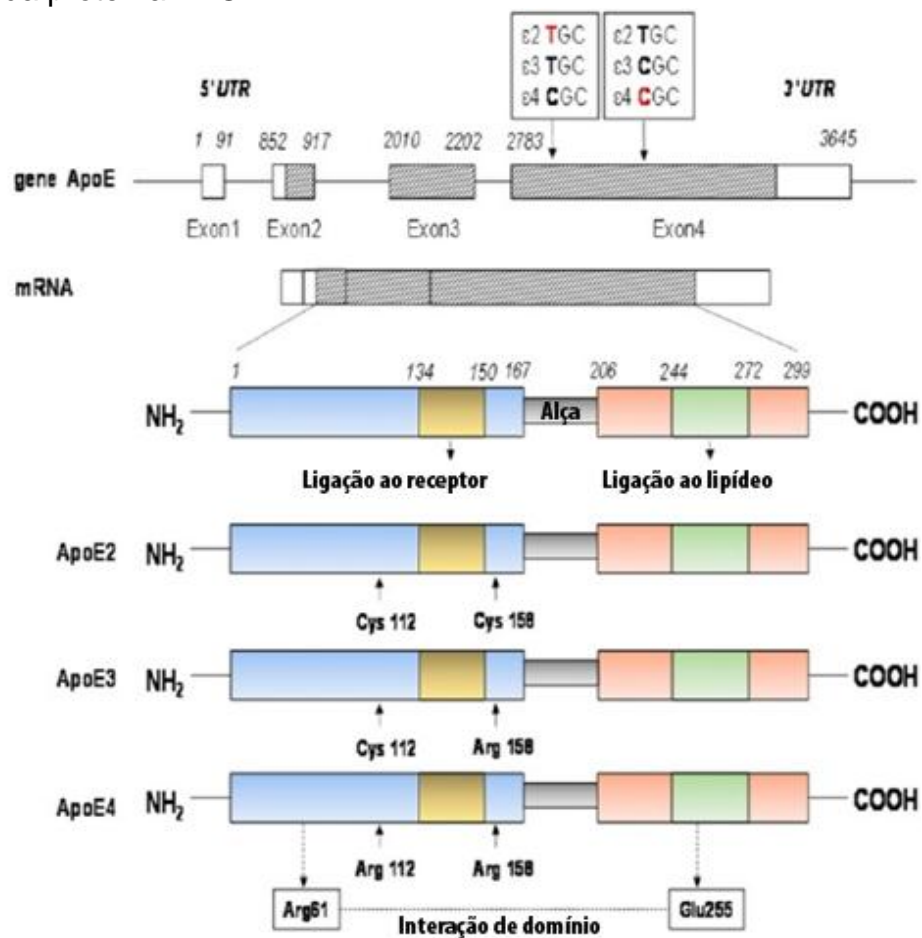 ε2 TGC ε2 TGC
ε3 TGC ε3 CGC
ε4 CGC ε4 CGC
5'UTR 3'UTR
1 91 852 917 2010 2202 2783 3645
gene ApoE
Exon1 Exon2 Exon3 Exon4
mRNA
1 134 150 167 206 244 272 299
NH2 Alça COOH
Ligação ao receptor Ligação ao lipídeo
ApoE2 NH2 COOH
Cys 112 Cys 158
ApoE3 NH2 COOH
Cys 112 Arg 158
ApoE4 NH2 COOH
Arg 112 Arg 158
Arg61 Glu255
Interação de domínio